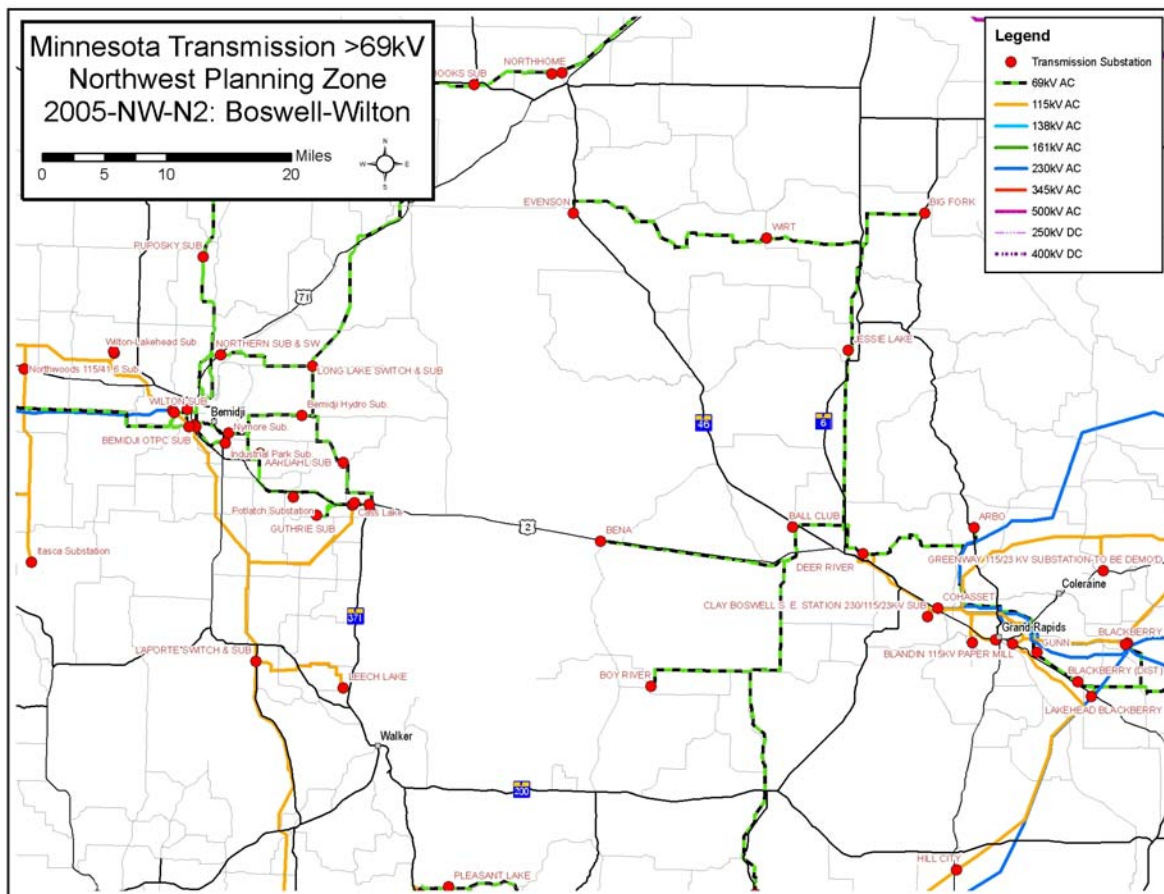 Minnesota Transmission >69kV
Northwest Planning Zone
2005-NW-N2: Boswell-Wilton
Miles
0 5 10 20
N
W E
S
Legend
Transmission Substation
69kV AC
115kV AC
138kV AC
161kV AC
230kV AC
345kV AC
500kV AC
250kV DC
400kV DC
HOOKS SUB
NORTHOME
EVENSON
WIRT
BIG FORK
PUPOSKY SUB
71
Wilton-Lakehead Sub.
NORTHERN SUB & SW
JESSIE LAKE
Northwoods 115/41.6 Sub.
LONG LAKE SWITCH & SUB
WILTON SUB
Bemidji
Bemidji Hydro Sub.
46
6
BEMIDJI OTPC SUB
Nymore Sub.
Industrial Park Sub.
Potlatch Substation
Cass Lake
GUTHRIE SUB
2
BENA
BALL CLUB
ARBO
DEER RIVER
GREENWAY 115/23 KV SUBSTATION-TO BE DEMO'D
Itasca Substation
Coleraine
CLAY BOSWELL S. E. STATION 230/115/23KV SUB
COHASSET
371
Grand Rapids
GUNN
BLACKBERRY
BLANDIN 115KV PAPER MILL
LAPORTE SWITCH & SUB
LEECH LAKE
BOY RIVER
BLACKBERRY (DIST)
LAKEHEAD BLACKBERRY
Walker
200
HILL CITY
PLEASANT LAKE